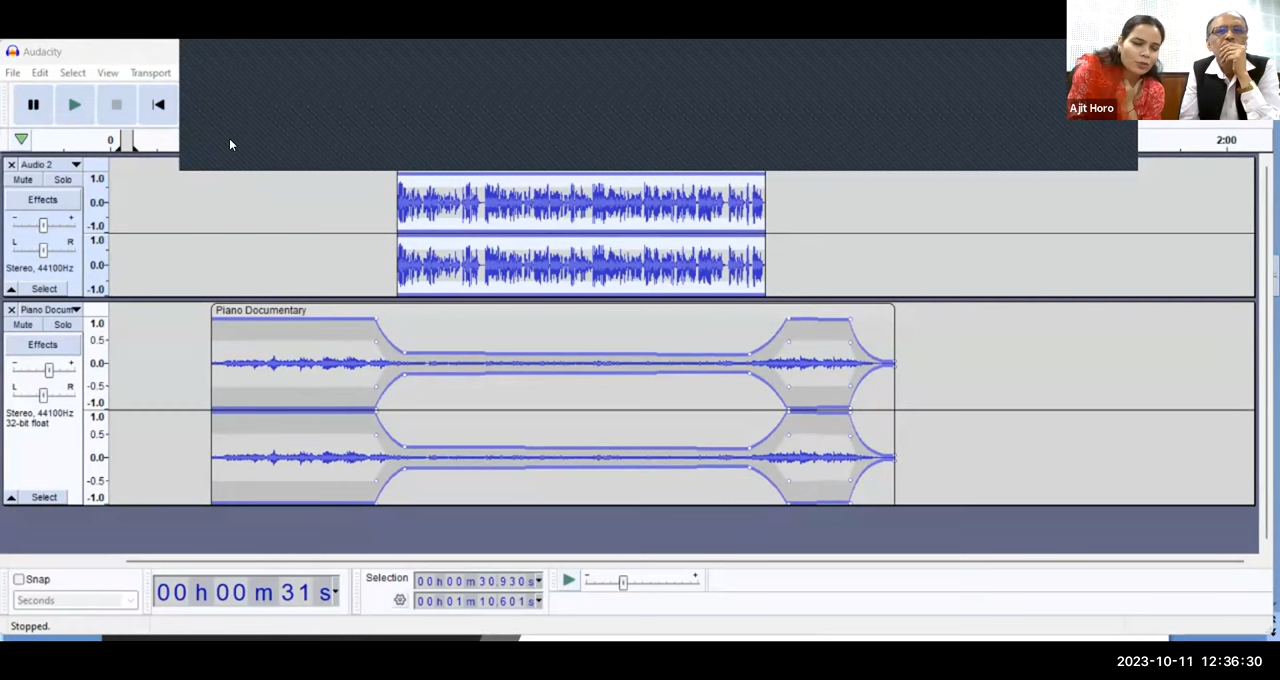 Audacity
File Edit Select View Transport
Ajit Horo
0 2:00
Audio 2
Mute Solo
Effects
- +
L R
Stereo, 44100Hz
Select
1.0
0.0
-1.0
1.0
0.0
-1.0
Piano Docum
Mute Solo
Effects
- +
L R
Stereo, 44100Hz
32-bit float
Select
1.0
0.5
0.0
-0.5
-1.0
1.0
0.5
0.0
-0.5
-1.0
Piano Documentary
Snap
Seconds
00 h 00 m 31 s
Selection
00 h 00 m 30.930 s
00 h 01 m 10.601 s
- +
Stopped.
2023-10-11 12:36:30